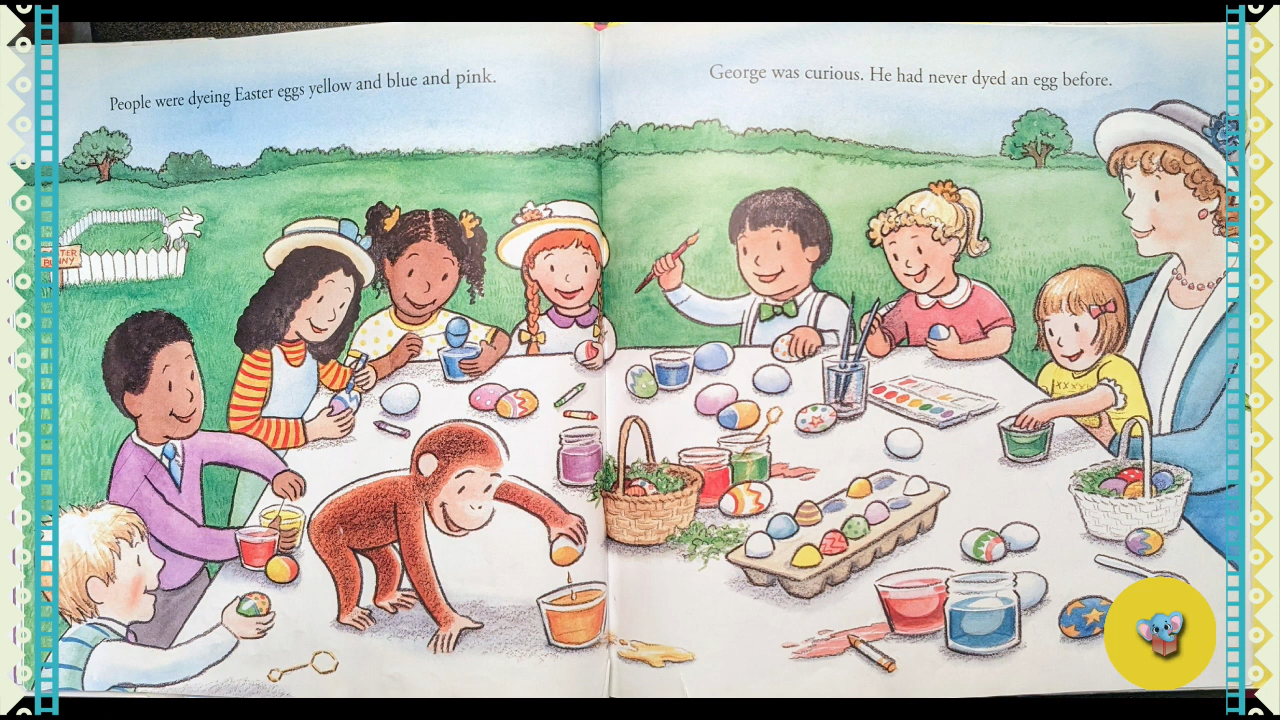 People were dyeing Easter eggs yellow and blue and pink.
George was curious. He had never dyed an egg before.
BUNNY